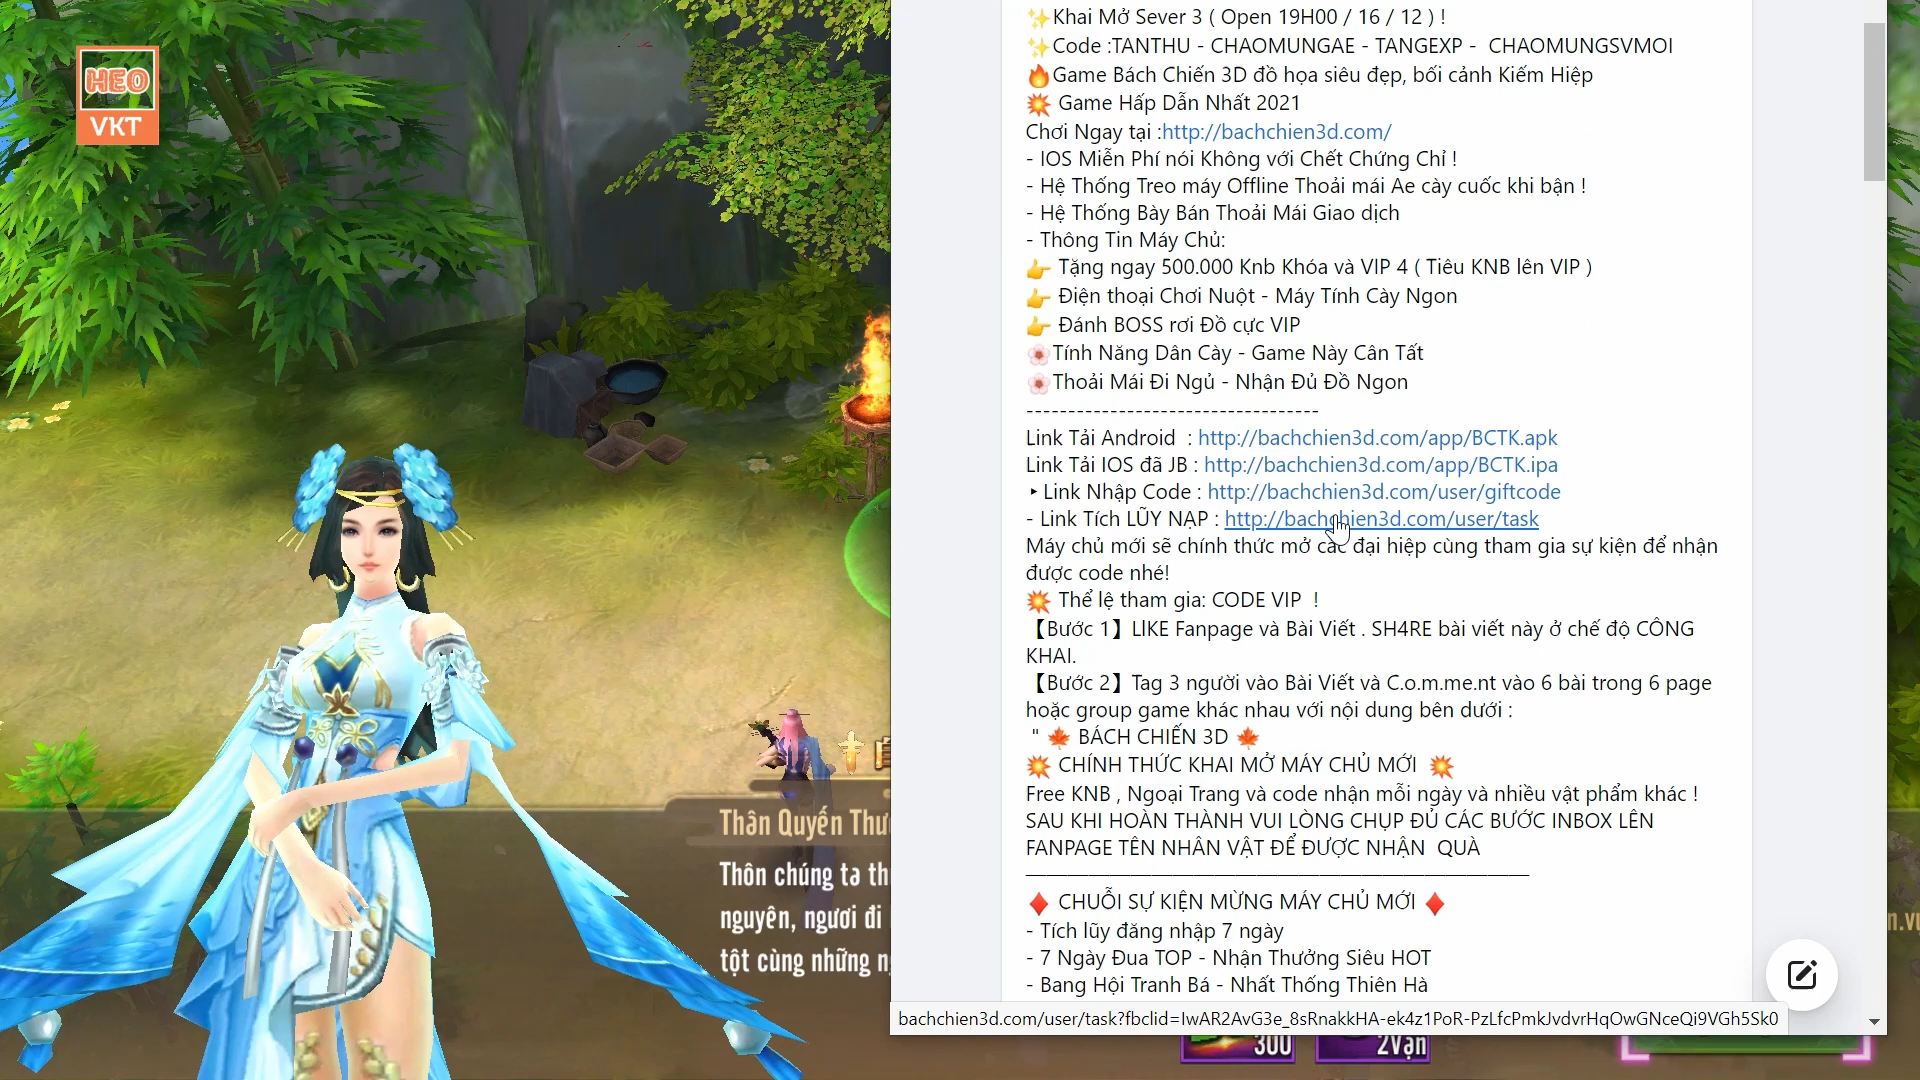 HEO
VKT
✨Khai Mở Sever 3 ( Open 19H00 / 16 / 12 ) !
✨Code :TANTHU - CHAOMUNGAE - TANGEXP - CHAOMUNGSVMOI
🔥Game Bách Chiến 3D đồ họa siêu đẹp, bối cảnh Kiếm Hiệp
💥 Game Hấp Dẫn Nhất 2021
Chơi Ngay tại :http://bachchien3d.com/
- IOS Miễn Phí nói Không với Chết Chứng Chỉ !
- Hệ Thống Treo máy Offline Thoải mái Ae cày cuốc khi bận !
- Hệ Thống Bày Bán Thoải Mái Giao dịch
- Thông Tin Máy Chủ:
👉 Tặng ngay 500.000 Knb Khóa và VIP 4 ( Tiêu KNB lên VIP )
👉 Điện thoại Chơi Nuột - Máy Tính Cày Ngon
👉 Đánh BOSS rơi Đồ cực VIP
🌸Tính Năng Dân Cày - Game Này Cân Tất
🌸Thoải Mái Đi Ngủ - Nhận Đủ Đồ Ngon
-----------------------------------
Link Tải Android : http://bachchien3d.com/app/BCTK.apk
Link Tải IOS đã JB : http://bachchien3d.com/app/BCTK.ipa
‣ Link Nhập Code : http://bachchien3d.com/user/giftcode
- Link Tích LŨY NẠP : http://bachchien3d.com/user/task
Máy chủ mới sẽ chính thức mở các đại hiệp cùng tham gia sự kiện để nhận
được code nhé!
💥 Thể lệ tham gia: CODE VIP !
【Bước 1】LIKE Fanpage và Bài Viết . SH4RE bài viết này ở chế độ CÔNG
KHAI.
【Bước 2】Tag 3 người vào Bài Viết và C.o.m.me.nt vào 6 bài trong 6 page
hoặc group game khác nhau với nội dung bên dưới :
" 🍁 BÁCH CHIẾN 3D 🍁
💥 CHÍNH THỨC KHAI MỞ MÁY CHỦ MỚI 💥
Free KNB , Ngoại Trang và code nhận mỗi ngày và nhiều vật phẩm khác !
SAU KHI HOÀN THÀNH VUI LÒNG CHỤP ĐỦ CÁC BƯỚC INBOX LÊN
FANPAGE TÊN NHÂN VẬT ĐỂ ĐƯỢC NHẬN QUÀ
♦️ CHUỖI SỰ KIỆN MỪNG MÁY CHỦ MỚI ♦️
- Tích lũy đăng nhập 7 ngày
- 7 Ngày Đua TOP - Nhận Thưởng Siêu HOT
- Bang Hội Tranh Bá - Nhất Thống Thiên Hà
bachchien3d.com/user/task?fbclid=IwAR2AvG3e_8sRnakkHA-ek4z1PoR-PzLfcPmkJvdvrHqOwGNceQi9VGh5Sk0
Thân Quyến
Thôn chúng ta
nguyên, ngươi đi
tột cùng những
300
2Vạn